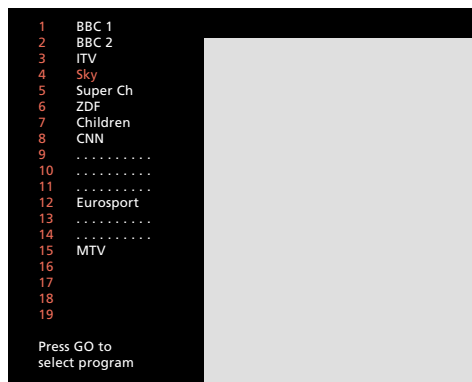 1 BBC 1
2 BBC 2
3 ITV
4 Sky
5 Super Ch
6 ZDF
7 Children
8 CNN
9 . . . . . . . . . .
10 . . . . . . . . . .
11 . . . . . . . . . .
12 Eurosport
13 . . . . . . . . . .
14 . . . . . . . . . .
15 MTV
16
17
18
19
Press GO to
select program